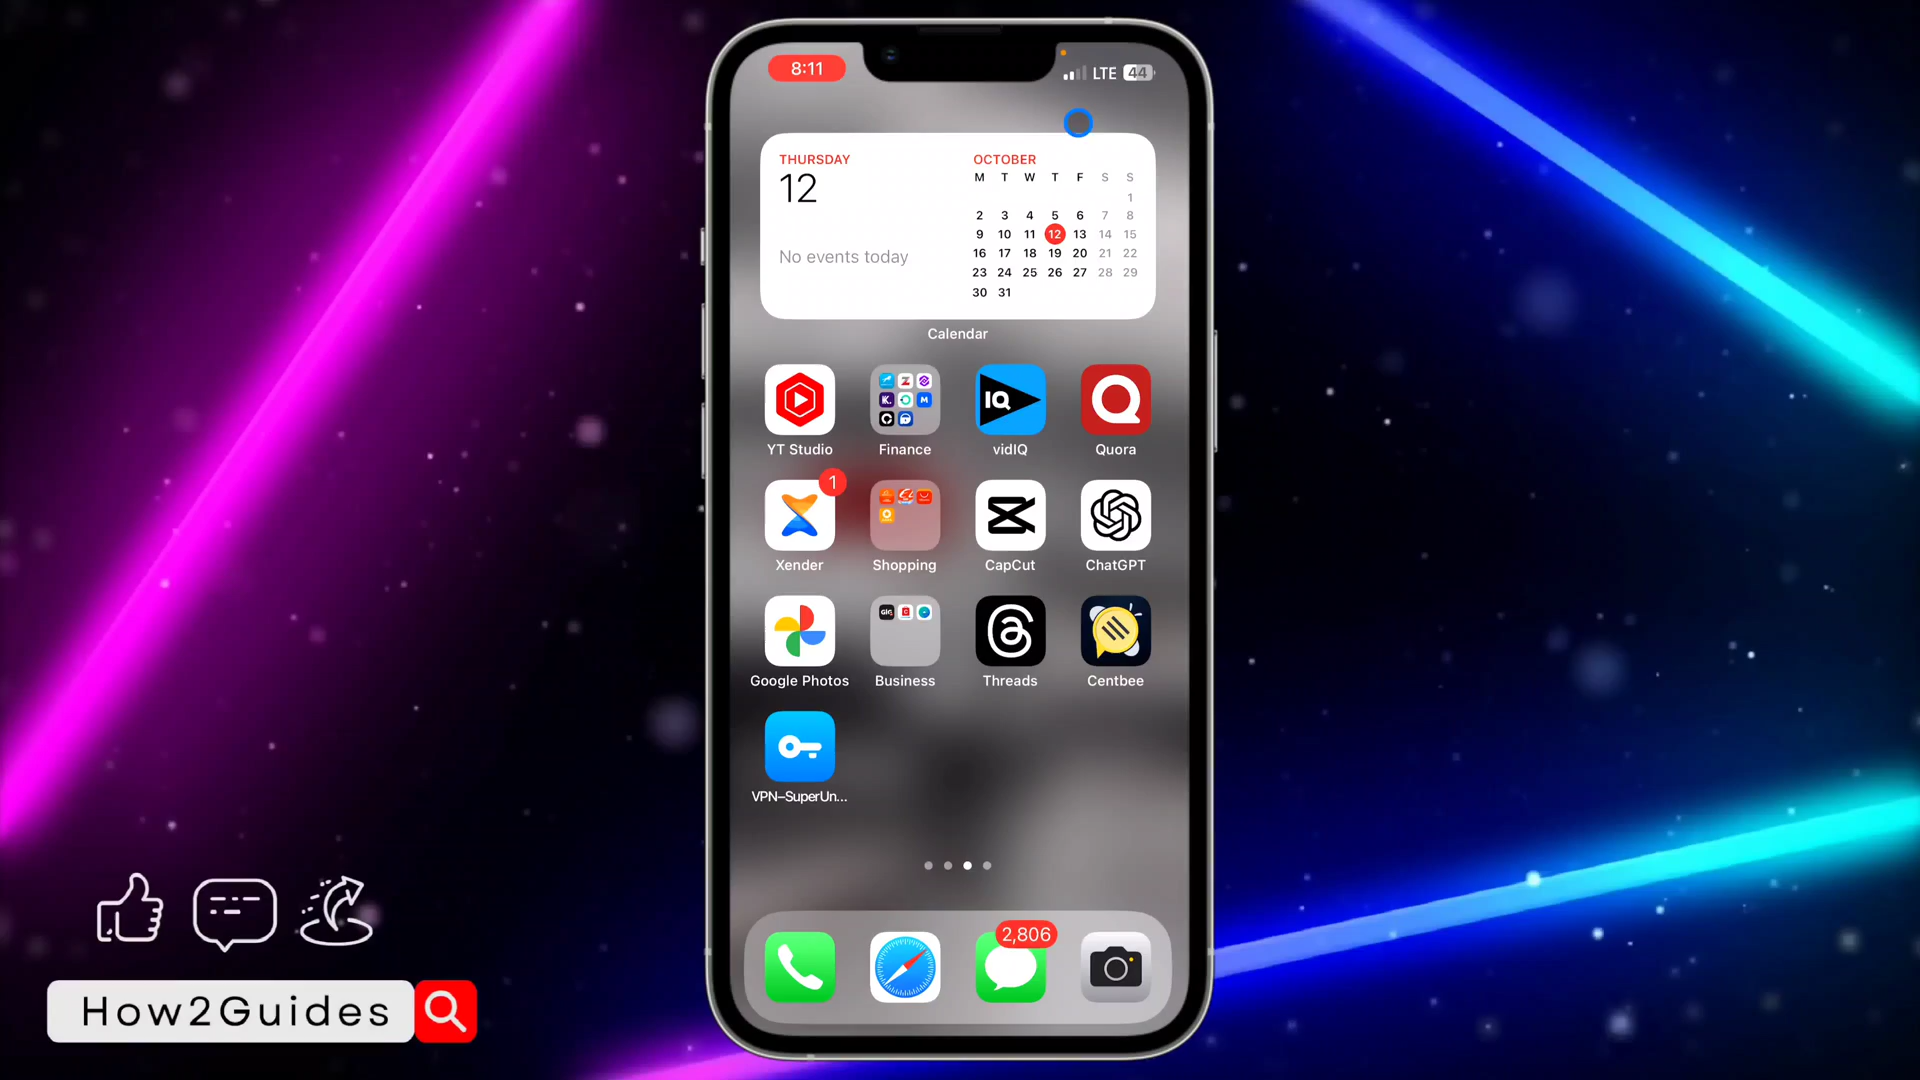 8:11
LTE 44
THURSDAY
12
No events today
OCTOBER
M T W T F S S
1
2 3 4 5 6 7 8
9 10 11 12 13 14 15
16 17 18 19 20 21 22
23 24 25 26 27 28 29
30 31
Calendar
IQ
YT Studio Finance vidIQ Quora
1
Xender Shopping CapCut ChatGPT
Google Photos Business Threads Centbee
VPN–SuperUn...
2,806
How2Guides